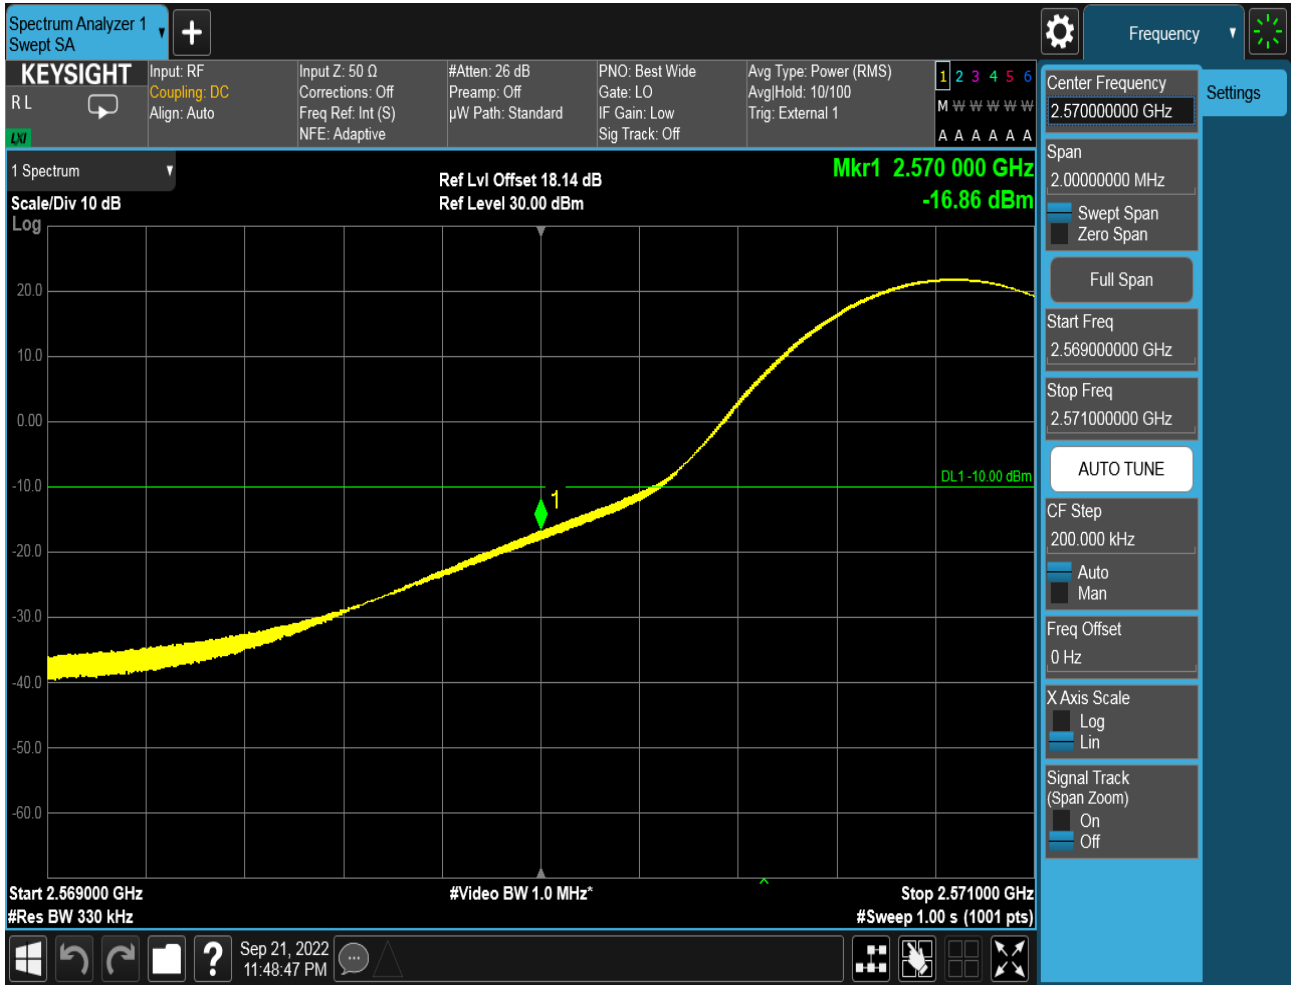 Spectrum Analyzer 1
Swept SA
Frequency
KEYSIGHT
R L
LXI
Input: RF
Coupling: DC
Align: Auto
Input Z: 50 Ω
Corrections: Off
Freq Ref: Int (S)
NFE: Adaptive
#Atten: 26 dB
Preamp: Off
µW Path: Standard
PNO: Best Wide
Gate: LO
IF Gain: Low
Sig Track: Off
Avg Type: Power (RMS)
Avg|Hold: 10/100
Trig: External 1
1 2 3 4 5 6
M W W W W W
A A A A A A
1 Spectrum
Scale/Div 10 dB
Log
Ref Lvl Offset 18.14 dB
Ref Level 30.00 dBm
Mkr1 2.570 000 GHz
-16.86 dBm
20.0
10.0
0.00
-10.0
-20.0
-30.0
-40.0
-50.0
-60.0
1
DL1 -10.00 dBm
Start 2.569000 GHz
#Res BW 330 kHz
#Video BW 1.0 MHz*
Stop 2.571000 GHz
#Sweep 1.00 s (1001 pts)
Center Frequency
2.570000000 GHz
Settings
Span
2.00000000 MHz
Swept Span
Zero Span
Full Span
Start Freq
2.569000000 GHz
Stop Freq
2.571000000 GHz
AUTO TUNE
CF Step
200.000 kHz
Auto
Man
Freq Offset
0 Hz
X Axis Scale
Log
Lin
Signal Track
(Span Zoom)
On
Off
?
Sep 21, 2022
11:48:47 PM